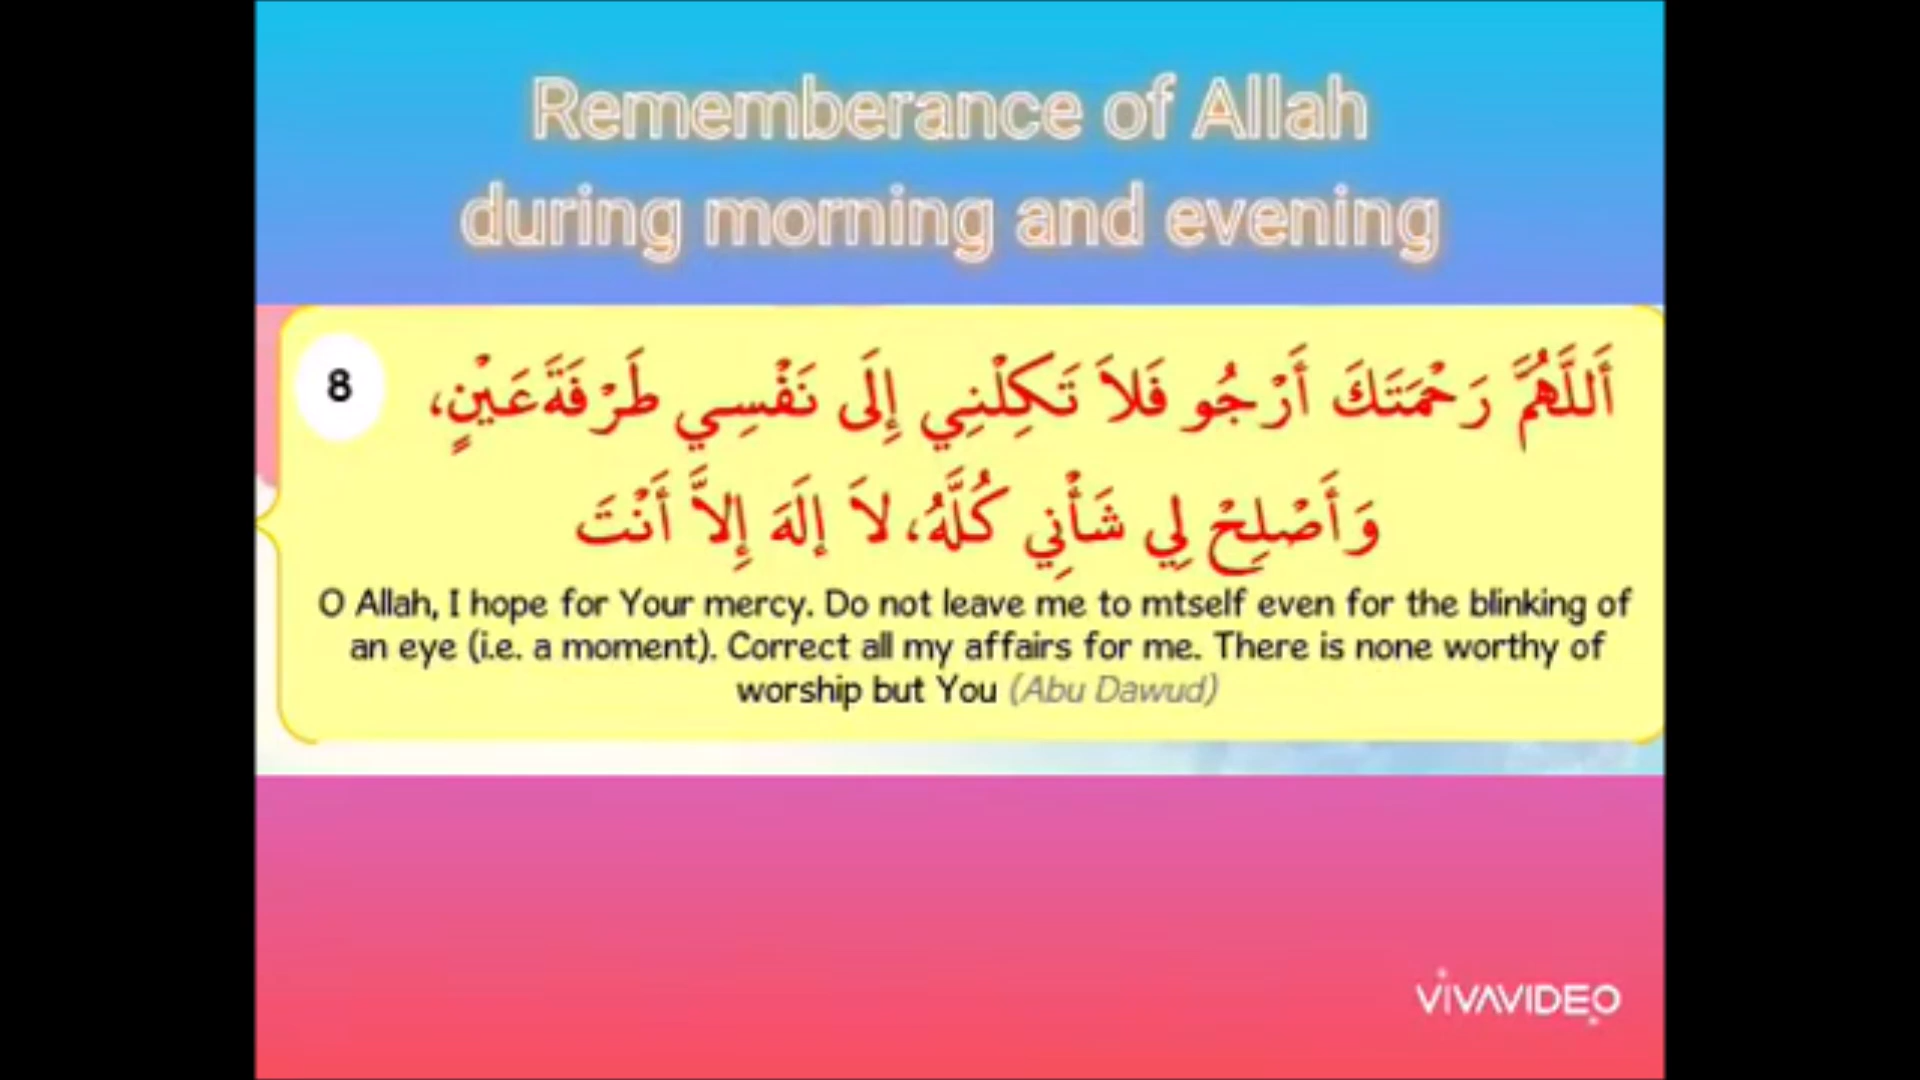 Rememberance of Allah
during morning and evening
8
أَللَّهُمَّ رَحْمَتَكَ أَرْجُو فَلاَ تَكِلْنِي إِلَى نَفْسِي طَرْفَةَ عَيْنٍ،
وَأَصْلِحْ لِي شَأْنِي كُلَّهُ، لاَ إِلَهَ إِلاَّ أَنْتَ
O Allah, I hope for Your mercy. Do not leave me to mtself even for the blinking of
an eye (i.e. a moment). Correct all my affairs for me. There is none worthy of
worship but You (Abu Dawud)
VIVAVIDEO